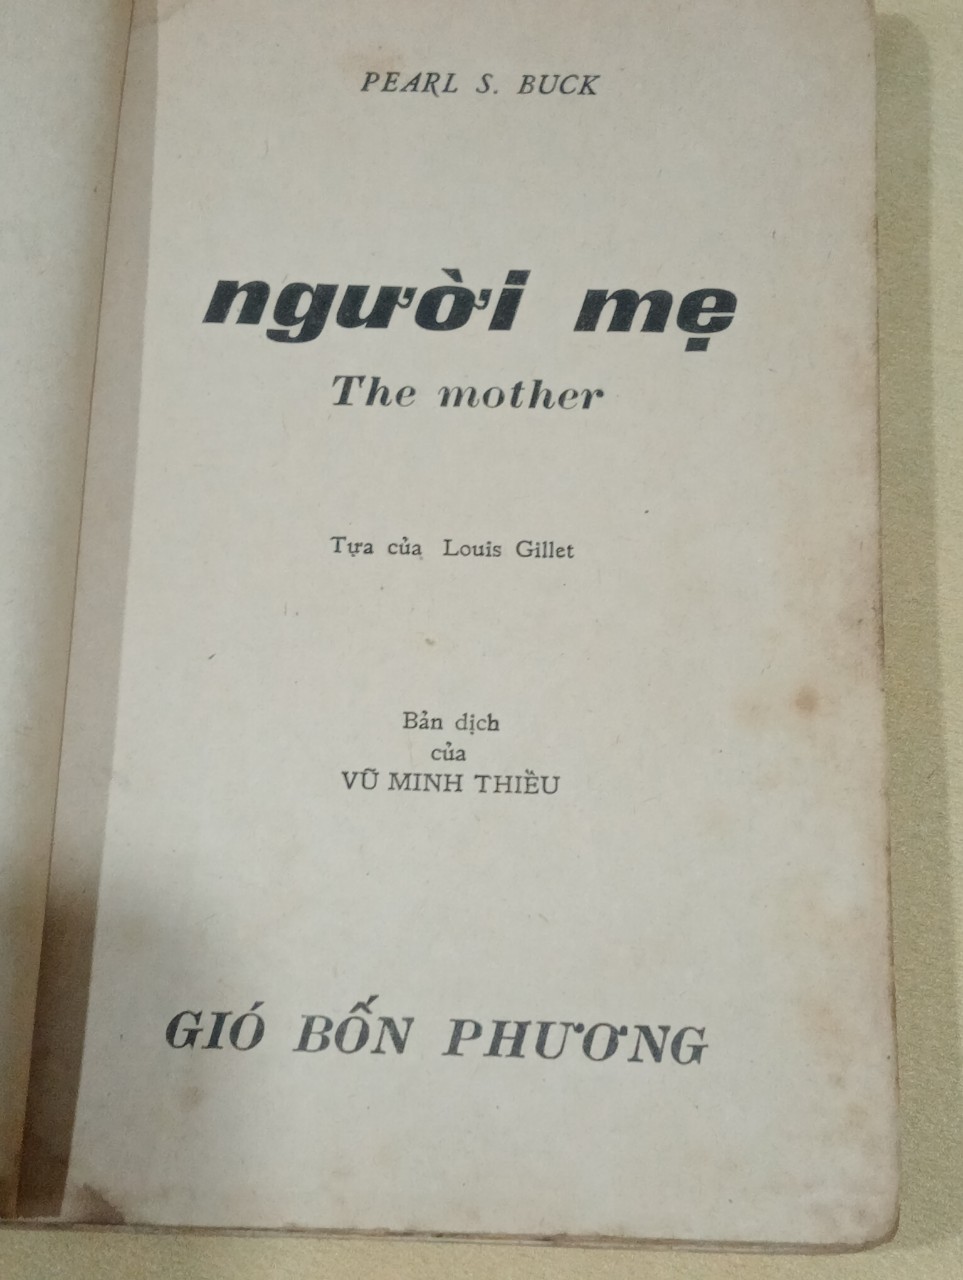 PEARL S. BUCK
người mẹ
The mother
Tựa của Louis Gillet
Bản dịch
của
VŨ MINH THIỀU
GIÓ BỐN PHƯƠNG